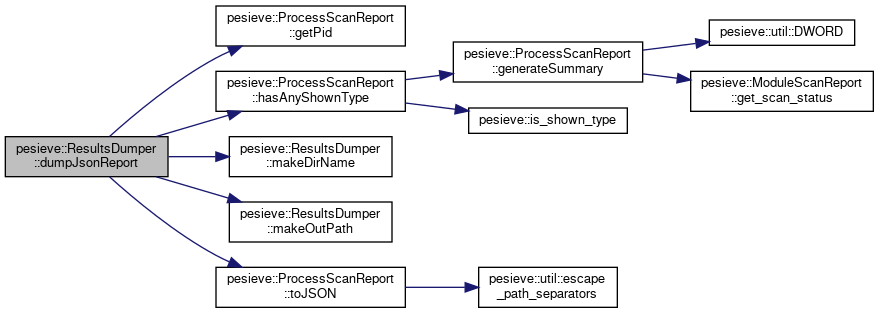 pesieve::ResultsDumper
::dumpJsonReport
pesieve::ProcessScanReport
::getPid
pesieve::ProcessScanReport
::hasAnyShownType
pesieve::ProcessScanReport
::generateSummary
pesieve::util::DWORD
pesieve::ModuleScanReport
::get_scan_status
pesieve::is_shown_type
pesieve::ResultsDumper
::makeDirName
pesieve::ResultsDumper
::makeOutPath
pesieve::ProcessScanReport
::toJSON
pesieve::util::escape
_path_separators